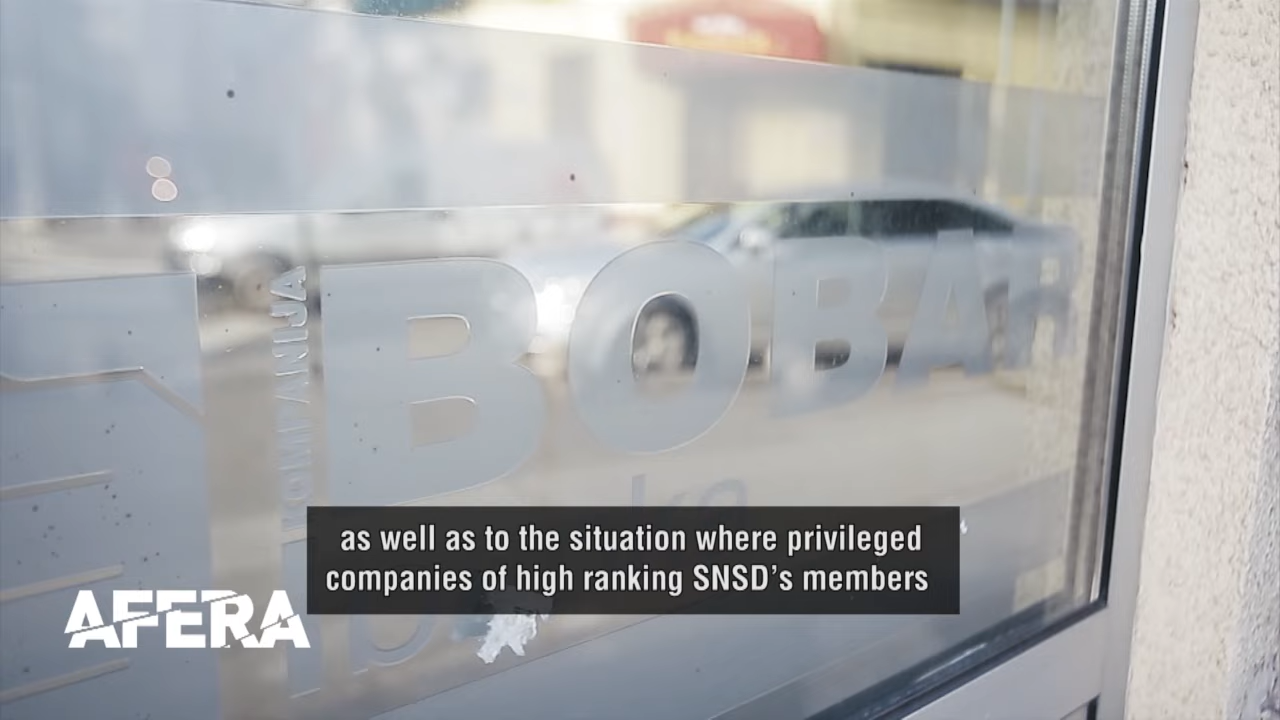 KOMPANIJA
BOBAR
as well as to the situation where privileged
companies of high ranking SNSD's members
AFERA